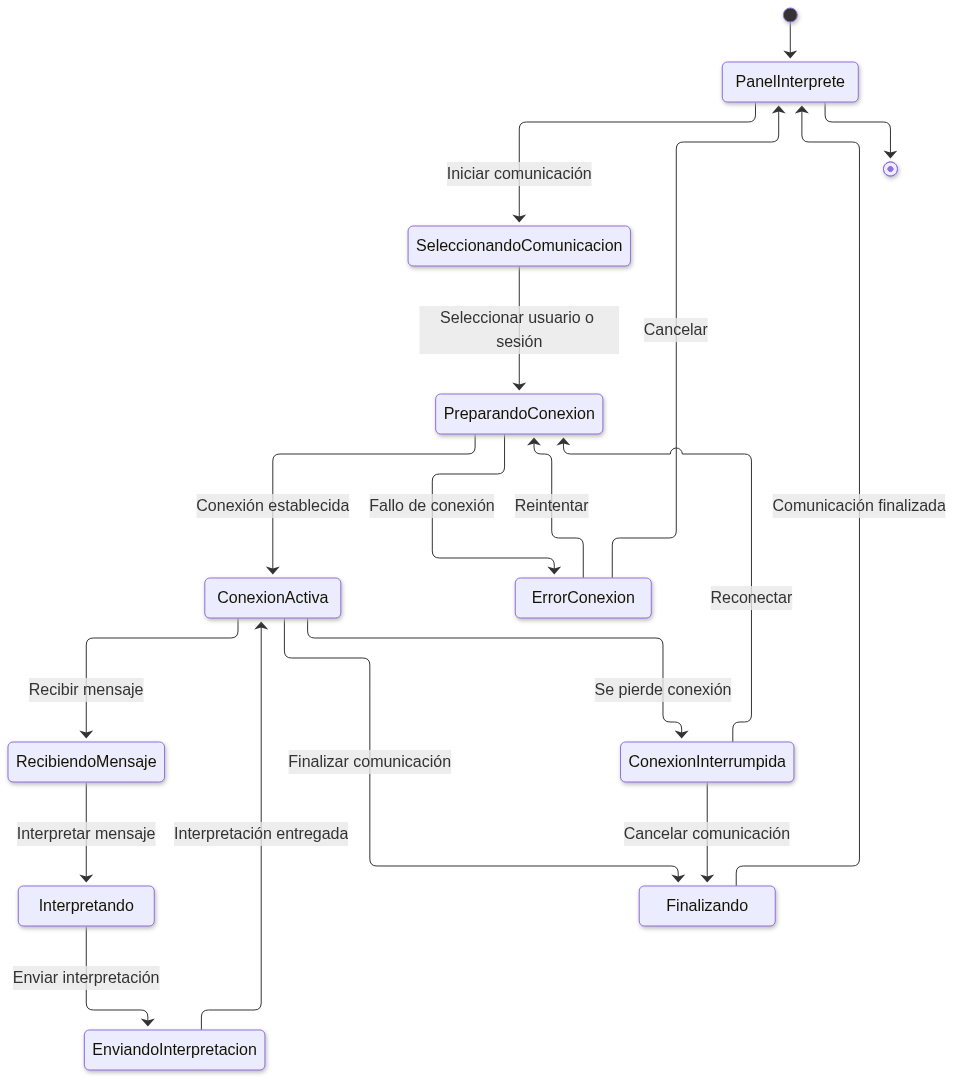 PanelInterprete
Iniciar comunicación
SeleccionandoComunicacion
Seleccionar usuario o
sesión
Cancelar
PreparandoConexion
Conexión establecida
Fallo de conexión
Reintentar
Comunicación finalizada
ConexionActiva
ErrorConexion
Reconectar
Recibir mensaje
Se pierde conexión
RecibiendoMensaje
Finalizar comunicación
ConexionInterrumpida
Interpretar mensaje
Interpretación entregada
Cancelar comunicación
Interpretando
Finalizando
Enviar interpretación
EnviandoInterpretacion